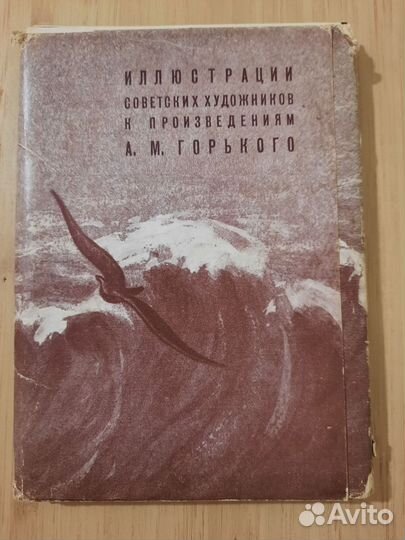 ИЛЛЮСТРАЦИИ
СОВЕТСКИХ ХУДОЖНИКОВ
К ПРОИЗВЕДЕНИЯМ
А. М. ГОРЬКОГО
Avito